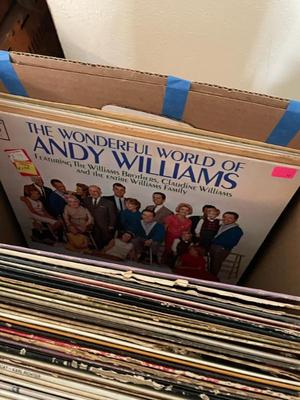 THE WONDERFUL WORLD OF
ANDY WILLIAMS
FEATURING THE WILLIAMS BROTHERS, CLAUDINE WILLIAMS
AND THE ENTIRE WILLIAMS FAMILY